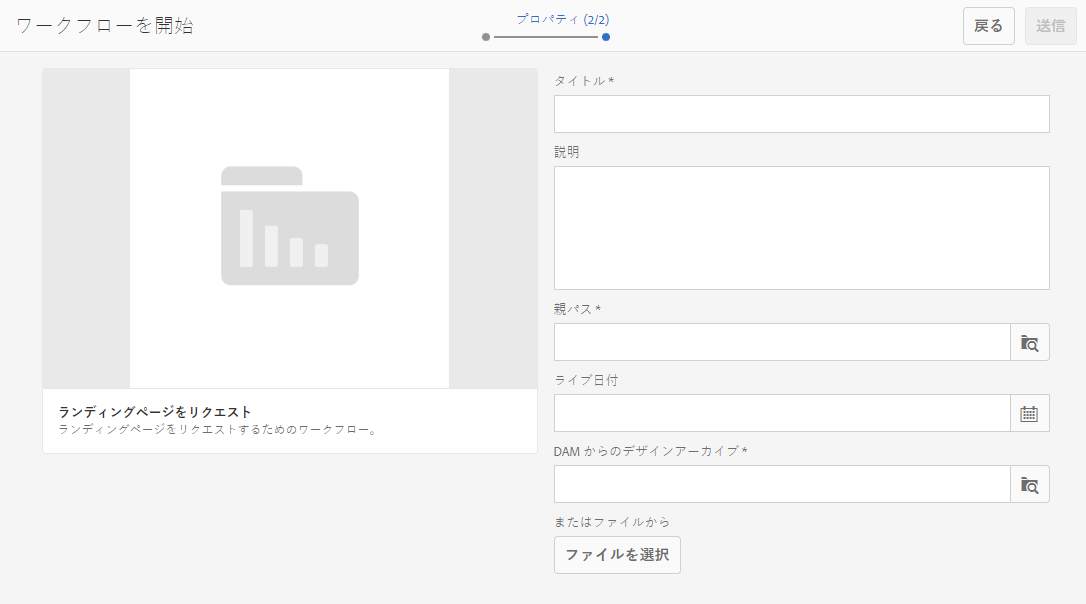 ワークフローを開始
プロパティ (2/2)
戻る
送信
タイトル *
説明
親パス *
ライブ日付
DAM からのデザインアーカイブ *
またはファイルから
ファイルを選択
ランディングページをリクエスト
ランディングページをリクエストするためのワークフロー。